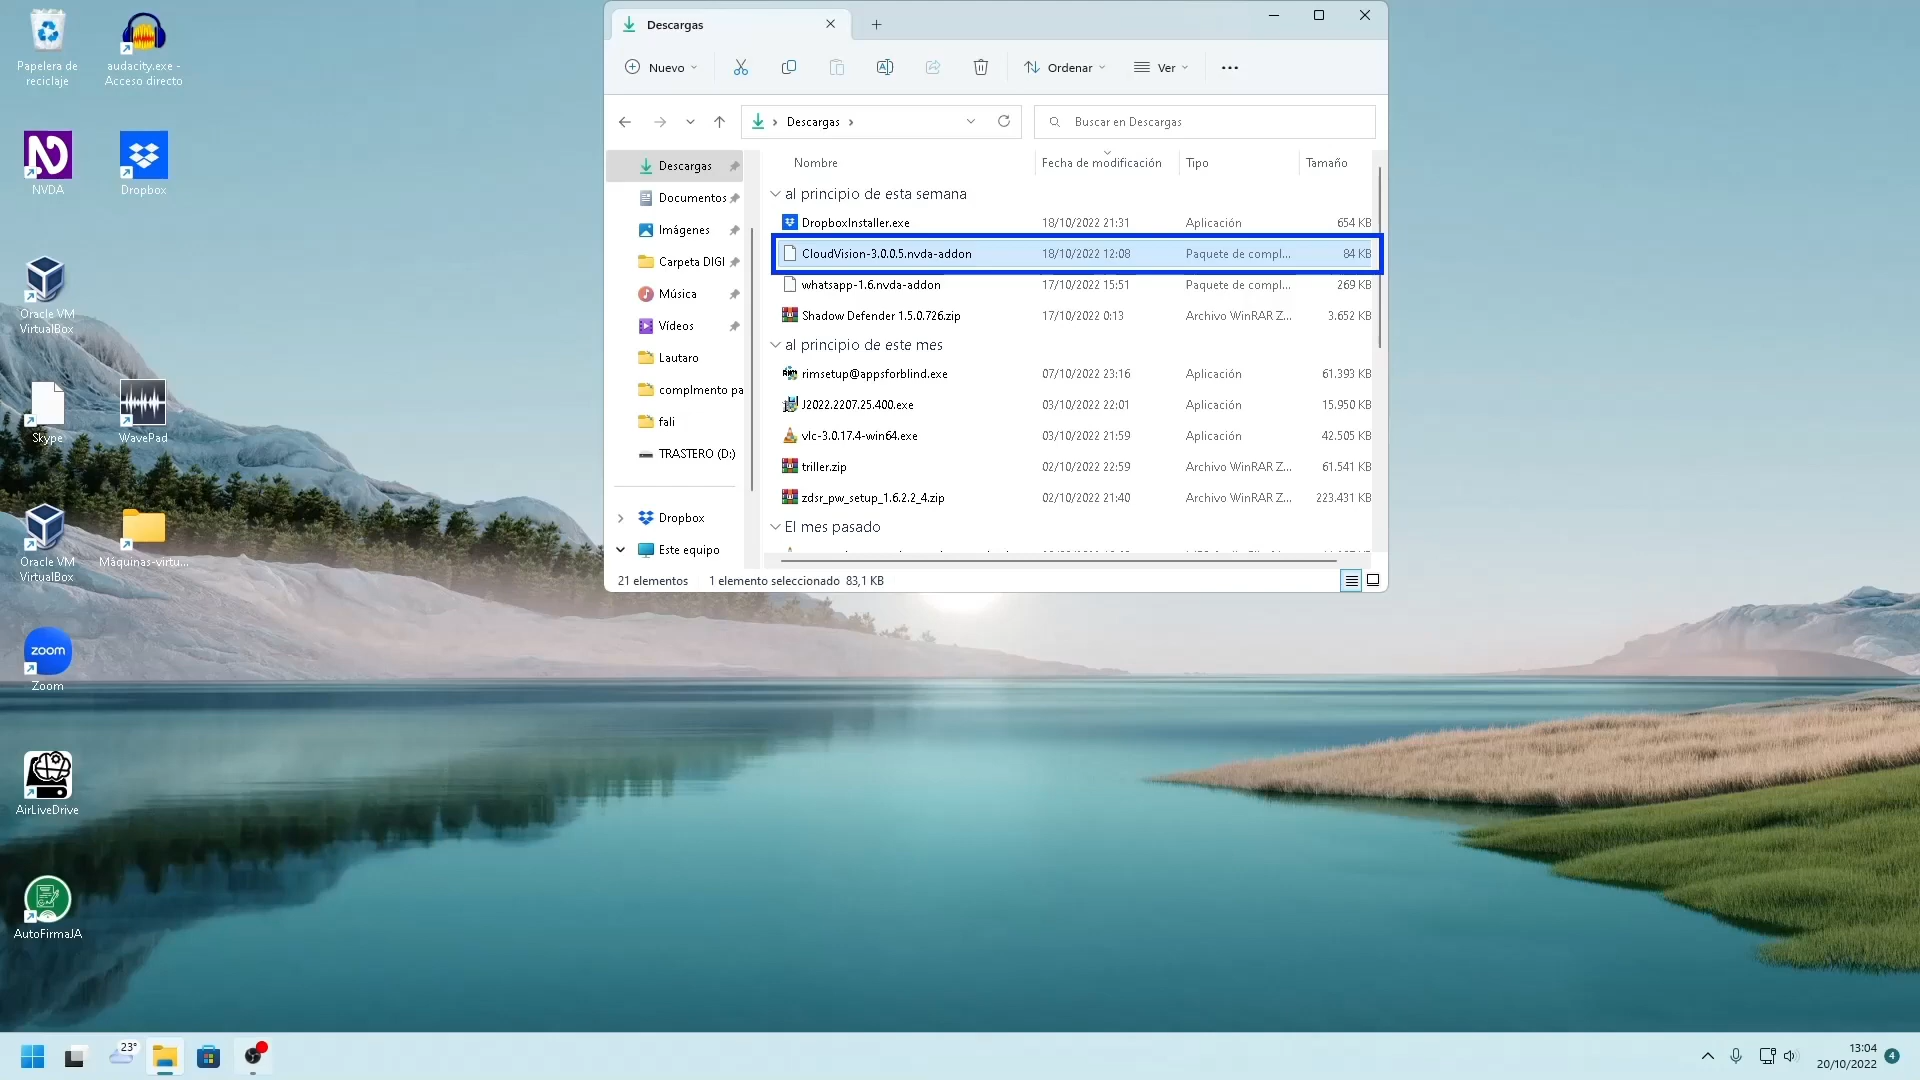 Papelera de
reciclaje
audacity.exe -
Acceso directo
NVDA
Dropbox
Oracle VM
VirtualBox
Skype
WavePad
Oracle VM
VirtualBox
Máquinas-virtu...
zoom
Zoom
AirLiveDrive
AutoFirmaJA
Descargas
Nuevo
Ordenar
Ver
Descargas
Buscar en Descargas
Descargas
Documentos
Imágenes
Carpeta DIGI
Música
Vídeos
Lautaro
complmento pa
fali
TRASTERO (D:)
Dropbox
Este equipo
Nombre Fecha de modificación Tipo Tamaño
al principio de esta semana
DropboxInstaller.exe 18/10/2022 21:31 Aplicación 654 KB
CloudVision-3.0.0.5.nvda-addon 18/10/2022 12:08 Paquete de compl... 84 KB
whatsapp-1.6.nvda-addon 17/10/2022 15:51 Paquete de compl... 269 KB
Shadow Defender 1.5.0.726.zip 17/10/2022 0:13 Archivo WinRAR Z... 3.652 KB
al principio de este mes
rimsetup@appsforblind.exe 07/10/2022 23:16 Aplicación 61.393 KB
J2022.2207.25.400.exe 03/10/2022 22:01 Aplicación 15.950 KB
vlc-3.0.17.4-win64.exe 03/10/2022 21:59 Aplicación 42.505 KB
triller.zip 02/10/2022 22:59 Archivo WinRAR Z... 61.541 KB
zdsr_pw_setup_1.6.2.2_4.zip 02/10/2022 21:40 Archivo WinRAR Z... 223.431 KB
El mes pasado
21 elementos 1 elemento seleccionado 83,1 KB
23°
13:04
20/10/2022
4